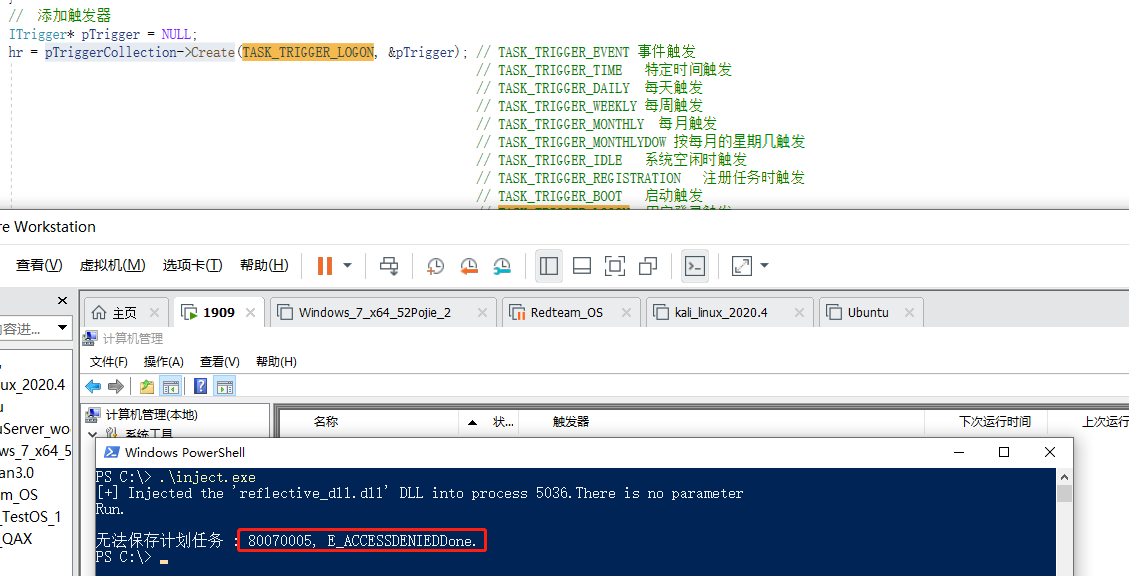 // 添加触发器
ITrigger* pTrigger = NULL;
hr = pTriggerCollection->Create(TASK_TRIGGER_LOGON, &pTrigger); // TASK_TRIGGER_EVENT 事件触发
// TASK_TRIGGER_TIME 特定时间触发
// TASK_TRIGGER_DAILY 每天触发
// TASK_TRIGGER_WEEKLY 每周触发
// TASK_TRIGGER_MONTHLY 每月触发
// TASK_TRIGGER_MONTHLYDOW 按每月的星期几触发
// TASK_TRIGGER_IDLE 系统空闲时触发
// TASK_TRIGGER_REGISTRATION 注册任务时触发
// TASK_TRIGGER_BOOT 启动触发
re Workstation
查看(V) 虚拟机(M) 选项卡(T) 帮助(H)
主页 1909 Windows_7_x64_52Pojie_2 Redteam_OS kali_linux_2020.4 Ubuntu
内容进...
计算机管理
文件(F) 操作(A) 查看(V) 帮助(H)
ux_2020.4
u
uServer_wo
ws_7_x64_5
an3.0
m_OS
_TestOS_1
_QAX
计算机管理(本地)
系统工具
名称 状... 触发器 下次运行时间 上次运行
Windows PowerShell
PS C:\> .\inject.exe
[+] Injected the 'reflective_dll.dll' DLL into process 5036.There is no parameter
Run.
无法保存计划任务 : 80070005, E_ACCESSDENIEDDone.
PS C:\>